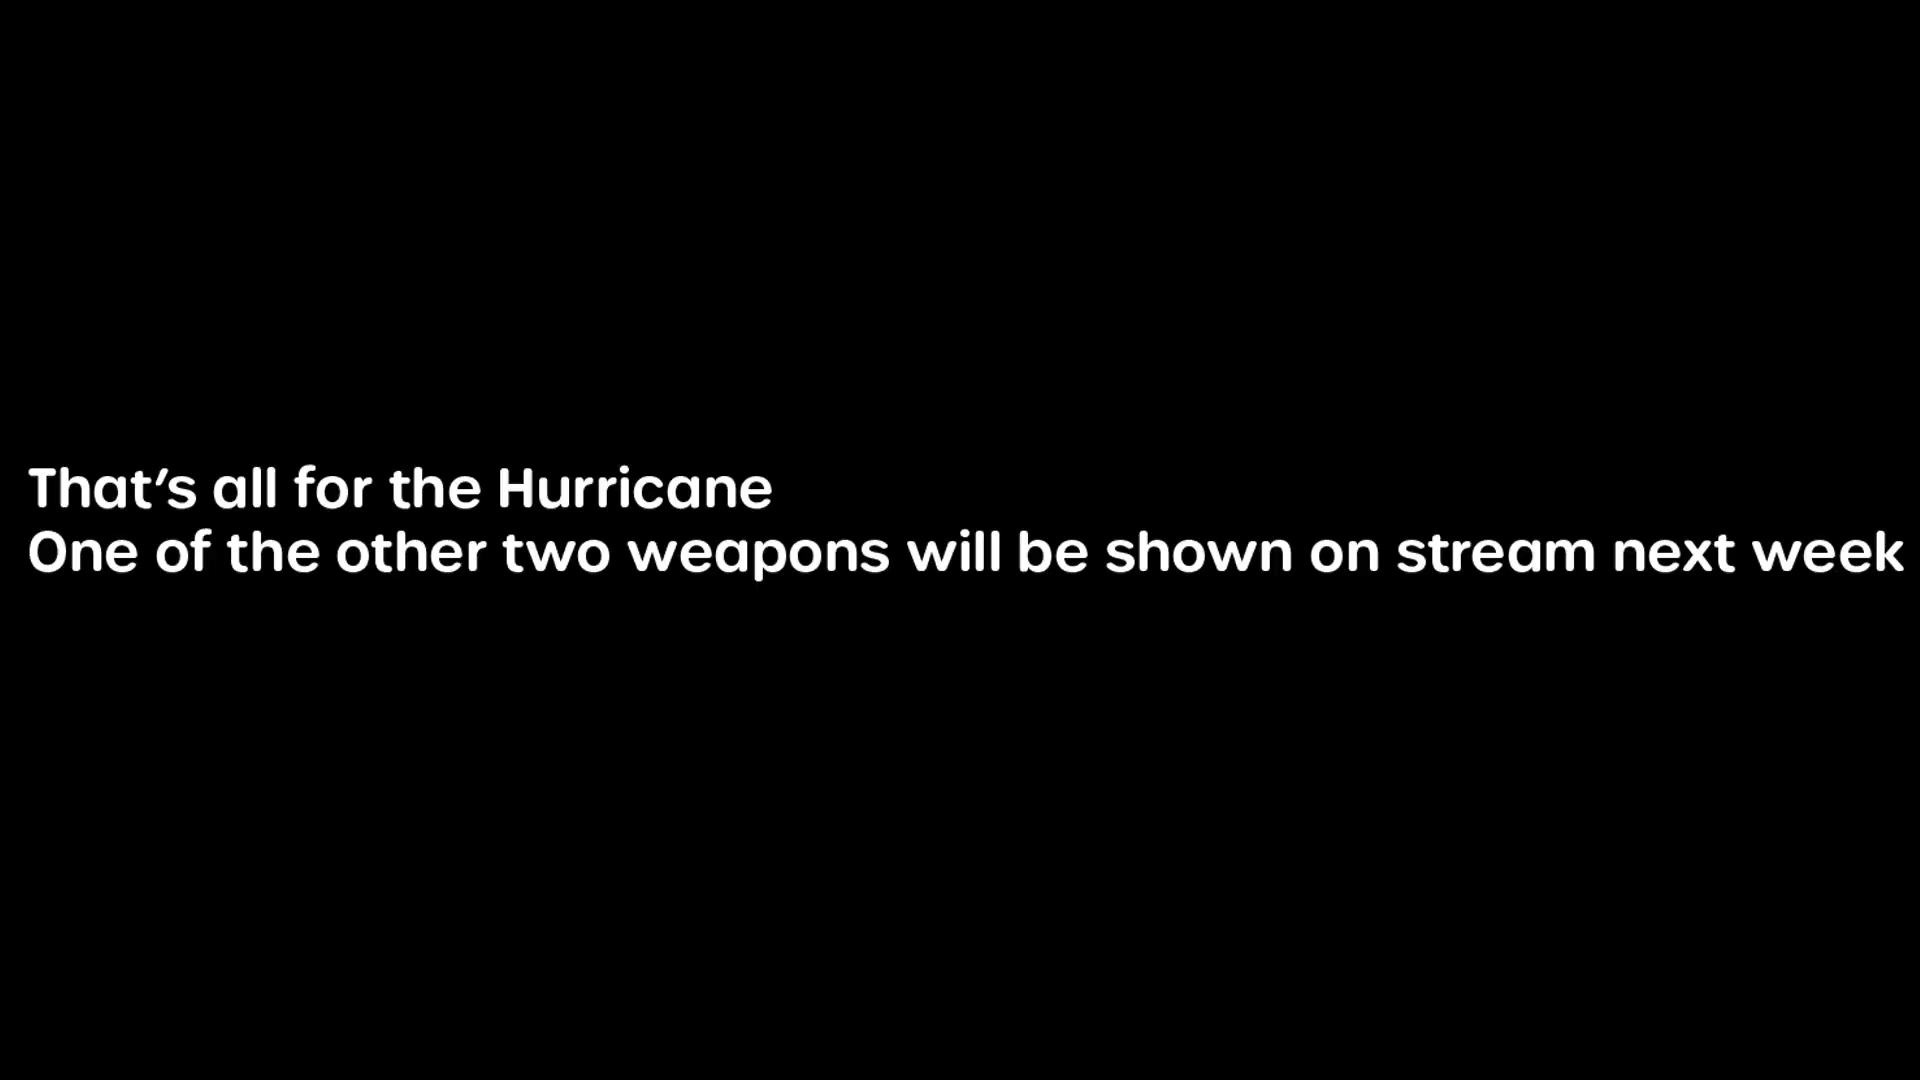 That's all for the Hurricane
One of the other two weapons will be shown on stream next week